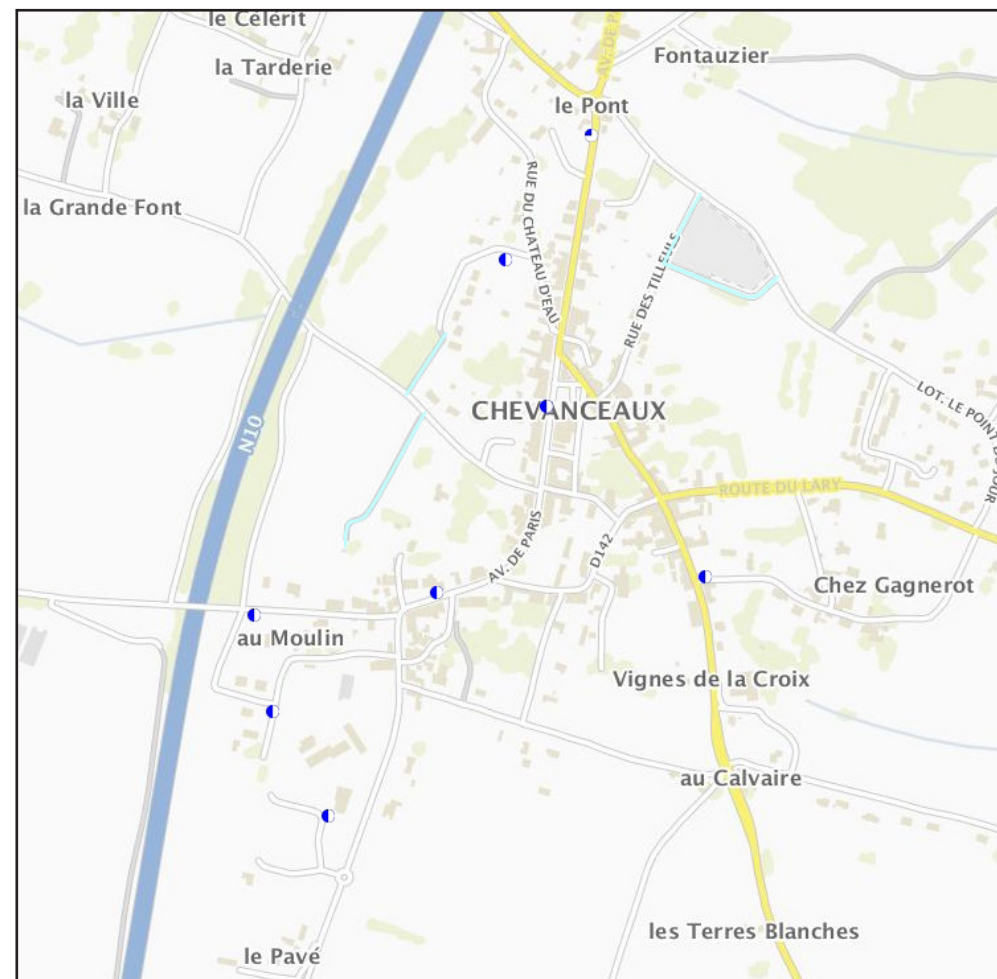 le Célérit
Fontauzier
la Tarderie
la Ville
le Pont
RUE DU CHATEAU D'EAU
la Grande Font
RUE DES TILLEULS
N10
CHEVANCEAUX
LOT. LE POINT DU JOUR
ROUTE DU LARY
AV. DE PARIS
D142
Chez Gagnerot
au Moulin
Vignes de la Croix
au Calvaire
les Terres Blanches
le Pavé